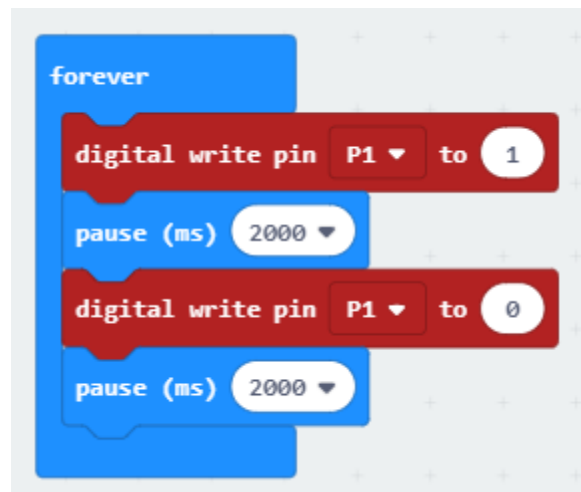 forever
digital write pin P1 to 1
pause (ms) 2000
digital write pin P1 to 0
pause (ms) 2000